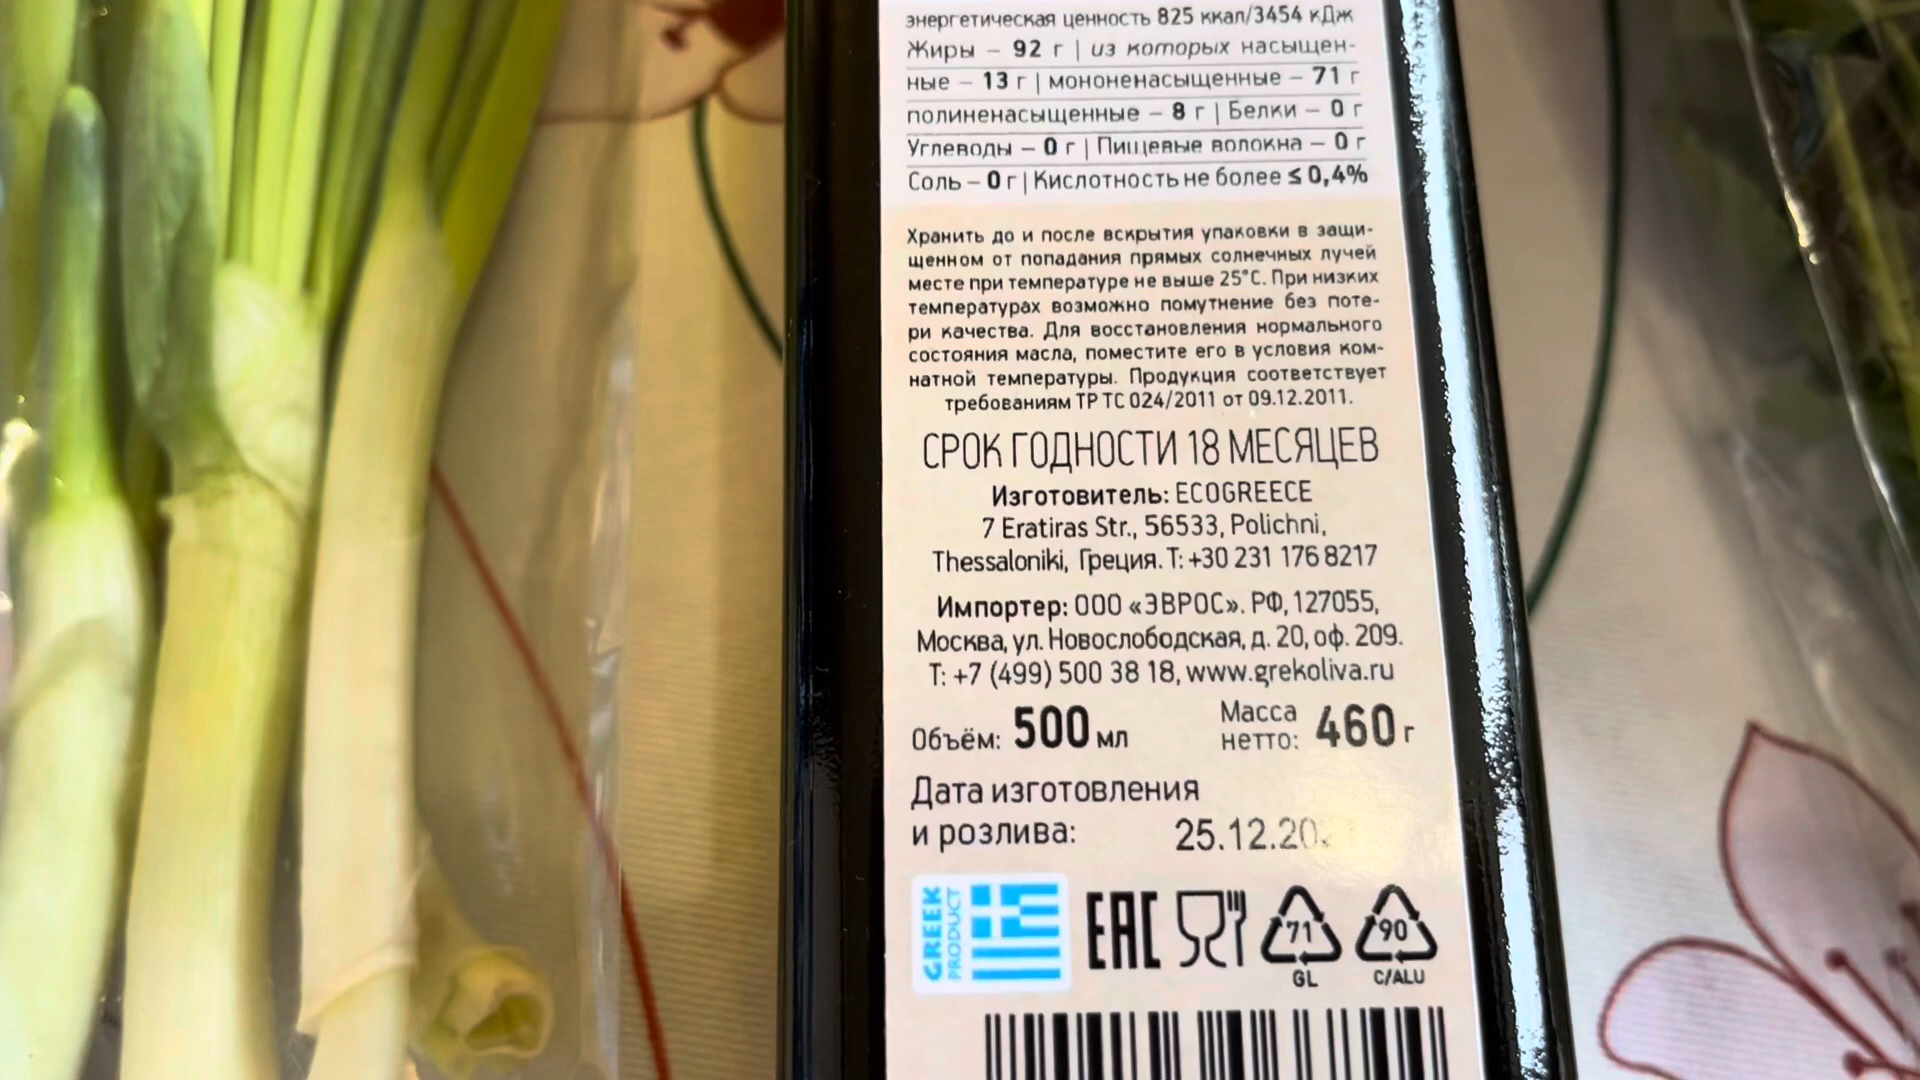 энергетическая ценность 825 ккал/3454 кДж
Жиры – 92 г | из которых насыщен-
ные – 13 г | мононенасыщенные – 71 г
полиненасыщенные – 8 г | Белки – 0 г
Углеводы – 0 г | Пищевые волокна – 0 г
Соль – 0 г | Кислотность не более ≤ 0,4%
Хранить до и после вскрытия упаковки в защи-
щенном от попадания прямых солнечных лучей
месте при температуре не выше 25°С. При низких
температурах возможно помутнение без поте-
ри качества. Для восстановления нормального
состояния масла, поместите его в условия ком-
натной температуры. Продукция соответствует
требованиям ТР ТС 024/2011 от 09.12.2011.
СРОК ГОДНОСТИ 18 МЕСЯЦЕВ
Изготовитель: ECOGREECE
7 Eratiras Str., 56533, Polichni,
Thessaloniki, Греция. Т: +30 231 176 8217
Импортер: ООО «ЭВРОС». РФ, 127055,
Москва, ул. Новослободская, д. 20, оф. 209.
Т: +7 (499) 500 38 18, www.grekoliva.ru
Объём: 500 мл
Масса нетто: 460 г
Дата изготовления
и розлива: 25.12.20
GREEK
PRODUCT
EAC
71
GL
90
C/ALU